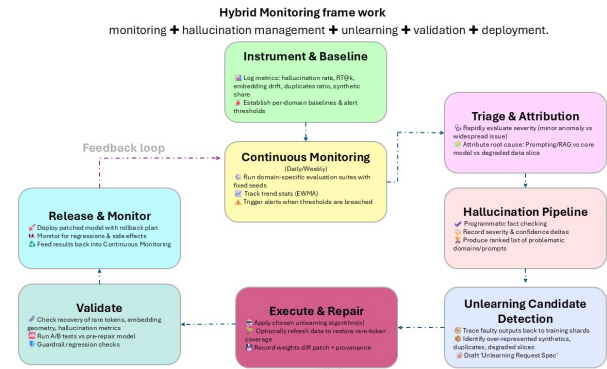 Hybrid Monitoring frame work
monitoring + hallucination management + unlearning + validation + deployment.
Instrument & Baseline
Log metrics: hallucination rate, RT@k,
embedding drift, duplicates ratio, synthetic
share
Establish per-domain baselines & alert
thresholds
Triage & Attribution
Rapidly evaluate severity (minor anomaly vs
widespread issue)
Attribute root cause: Prompting/RAG vs core
model vs degraded data slice
Feedback loop
Continuous Monitoring
(Daily/Weekly)
Run domain-specific evaluation suites with
fixed seeds
Track trend stats (EWMA)
Trigger alerts when thresholds are breached
Release & Monitor
Deploy patched model with rollback plan
Monitor for regressions & side effects
Feed results back into Continuous Monitoring
Hallucination Pipeline
Programmatic fact checking
Record severity & confidence deltas
Produce ranked list of problematic
domains/prompts
Validate
Check recovery of rare tokens, embedding
geometry, hallucination metrics
Run A/B tests vs pre-repair model
Guardrail regression checks
Execute & Repair
Apply chosen unlearning algorithm(s)
Optionally refresh data to restore rare-token
coverage
Record weights diff patch + provenance
Unlearning Candidate
Detection
Trace faulty outputs back to training shards
Identify over-represented synthetics,
duplicates, degraded slices
Draft 'Unlearning Request Spec'